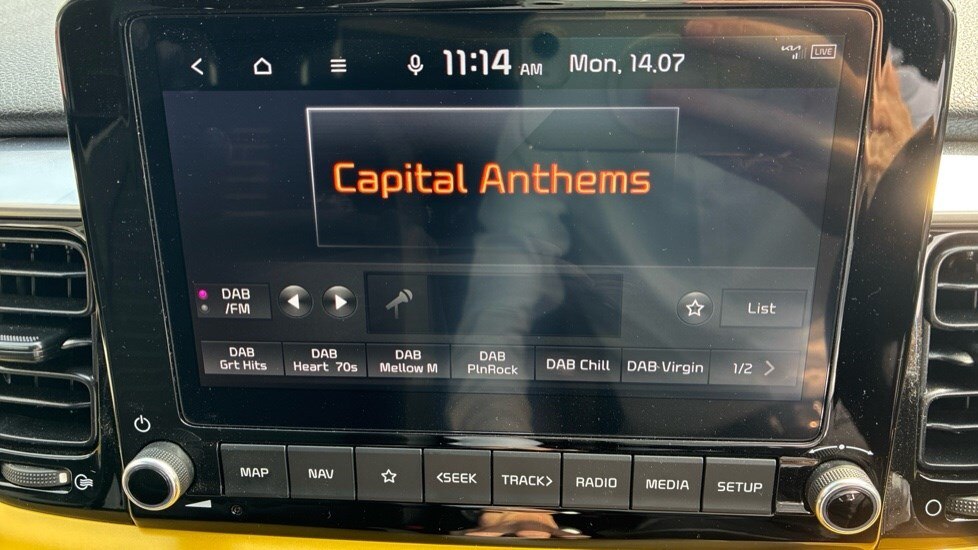 11:14 AM Mon, 14.07 KIA LIVE
Capital Anthems
DAB
/FM
List
DAB
Grt Hits
DAB
Heart 70s
DAB
Mellow M
DAB
PlnRock
DAB Chill
DAB Virgin
1/2
MAP NAV <SEEK TRACK> RADIO MEDIA SETUP